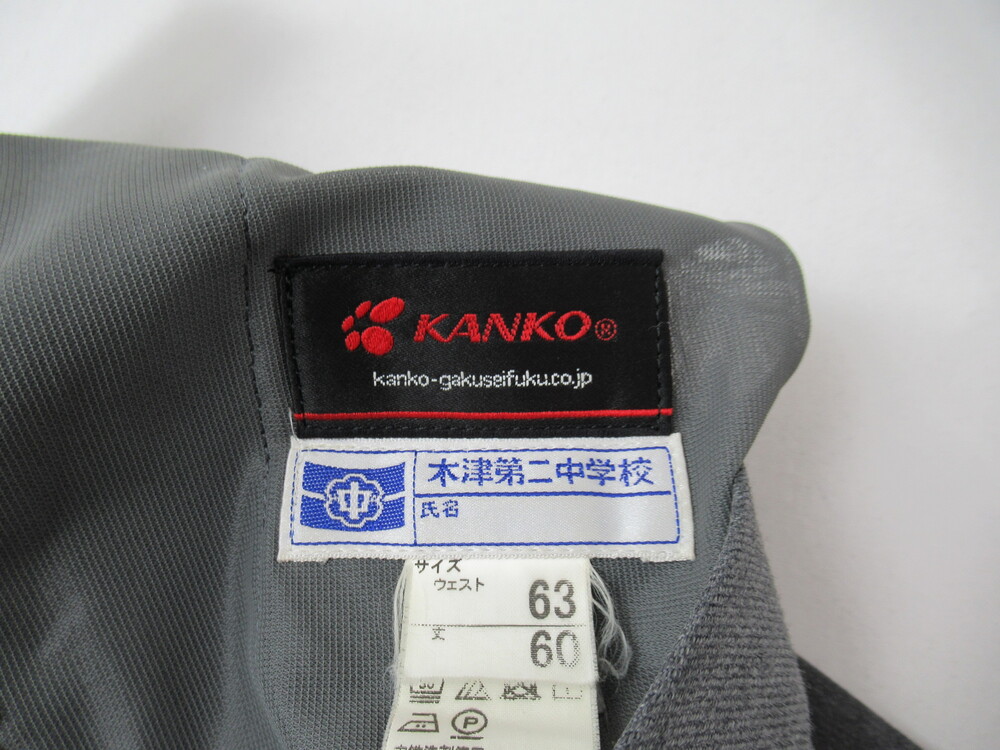 KANKO®
kanko-gakuseifuku.co.jp
中
木津第二中学校
氏名
サイズ
ウェスト 63
丈 60
P